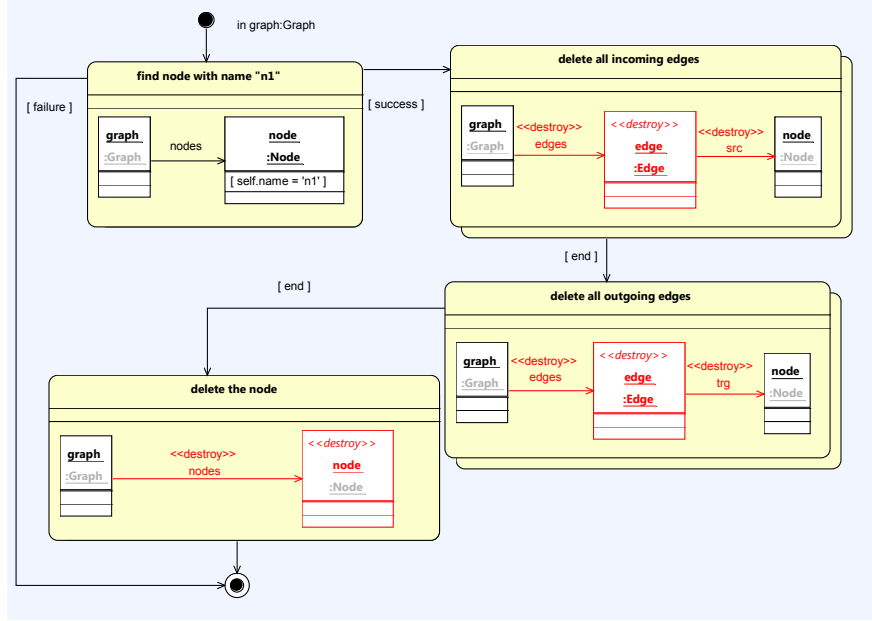 in graph:Graph
find node with name "n1"
[ failure ]
[ success ]
graph
:Graph
nodes
node
:Node
[ self.name = 'n1' ]
delete all incoming edges
graph
:Graph
<<destroy>>
edges
<<destroy>>
edge
:Edge
<<destroy>>
src
node
:Node
[ end ]
delete all outgoing edges
graph
:Graph
<<destroy>>
edges
<<destroy>>
edge
:Edge
<<destroy>>
trg
node
:Node
[ end ]
delete the node
graph
:Graph
<<destroy>>
nodes
<<destroy>>
node
:Node